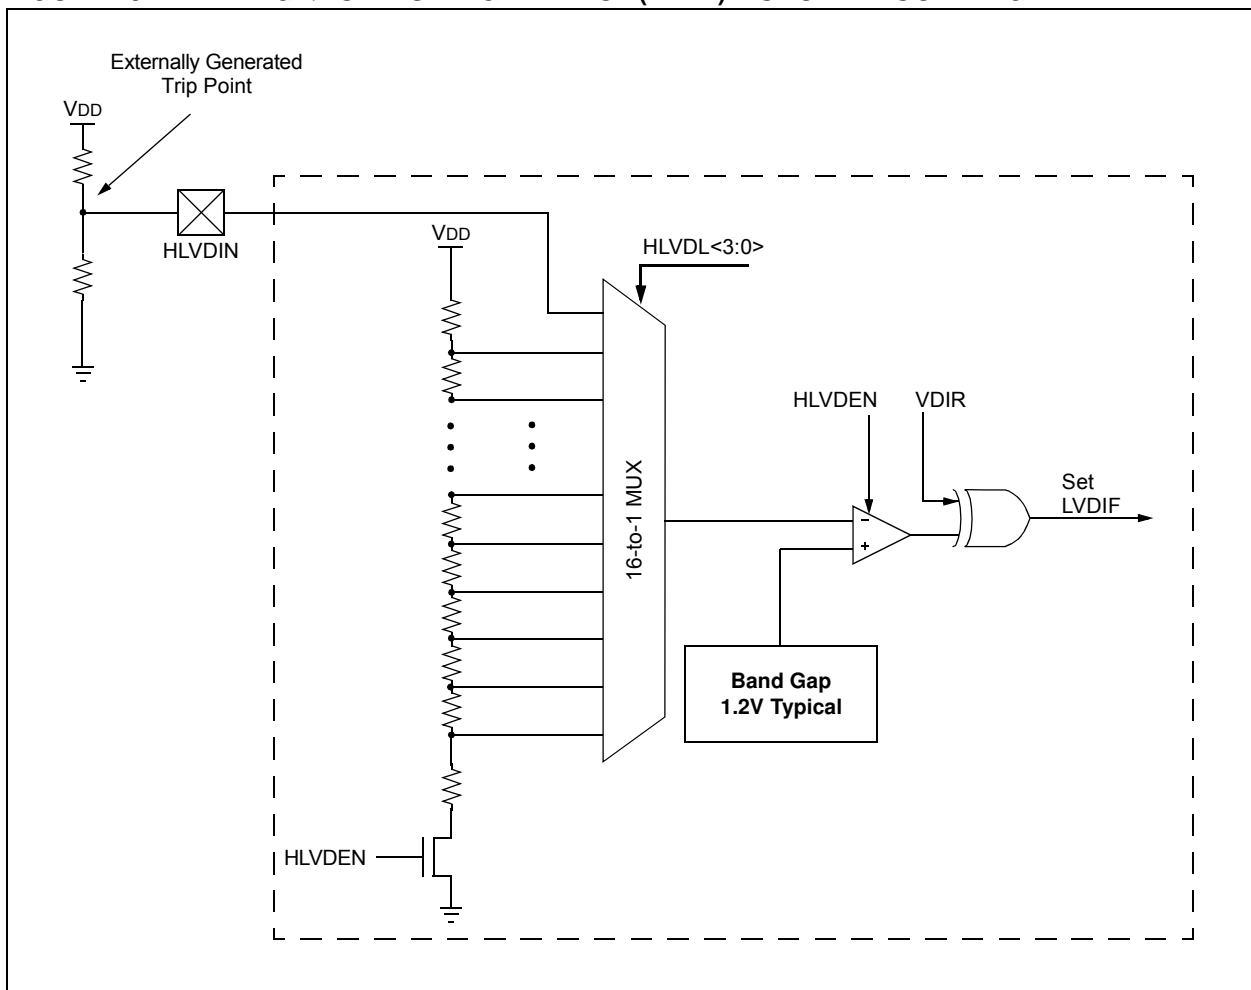 Externally Generated
Trip Point
VDD
HLVDIN
VDD
HLVDL<3:0>
16-to-1 MUX
HLVDEN
VDIR
Set
LVDIF
–
+
Band Gap
1.2V Typical
HLVDEN